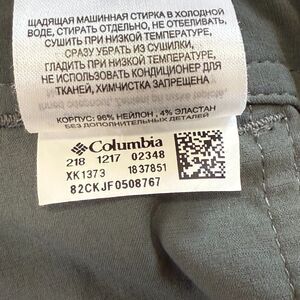 ЩАДЯЩАЯ МАШИННАЯ СТИРКА В ХОЛОДНОЙ
ВОДЕ, СТИРАТЬ ОТДЕЛЬНО, НЕ ОТБЕЛИВАТЬ,
СУШИТЬ ПРИ НИЗКОЙ ТЕМПЕРАТУРЕ,
СРАЗУ УБРАТЬ ИЗ СУШИЛКИ,
ГЛАДИТЬ ПРИ НИЗКОЙ ТЕМПЕРАТУРЕ,
НЕ ИСПОЛЬЗОВАТЬ КОНДИЦИОНЕР ДЛЯ
ТКАНЕЙ, ХИМЧИСТКА ЗАПРЕЩЕНА
КОРПУС: 96% НЕЙЛОН, 4% ЭЛАСТАН
БЕЗ ДОПОЛНИТЕЛЬНЫХ ДЕТАЛЕЙ
Columbia
218 1217 02348
XK1373 1837851
82CKJF0508767